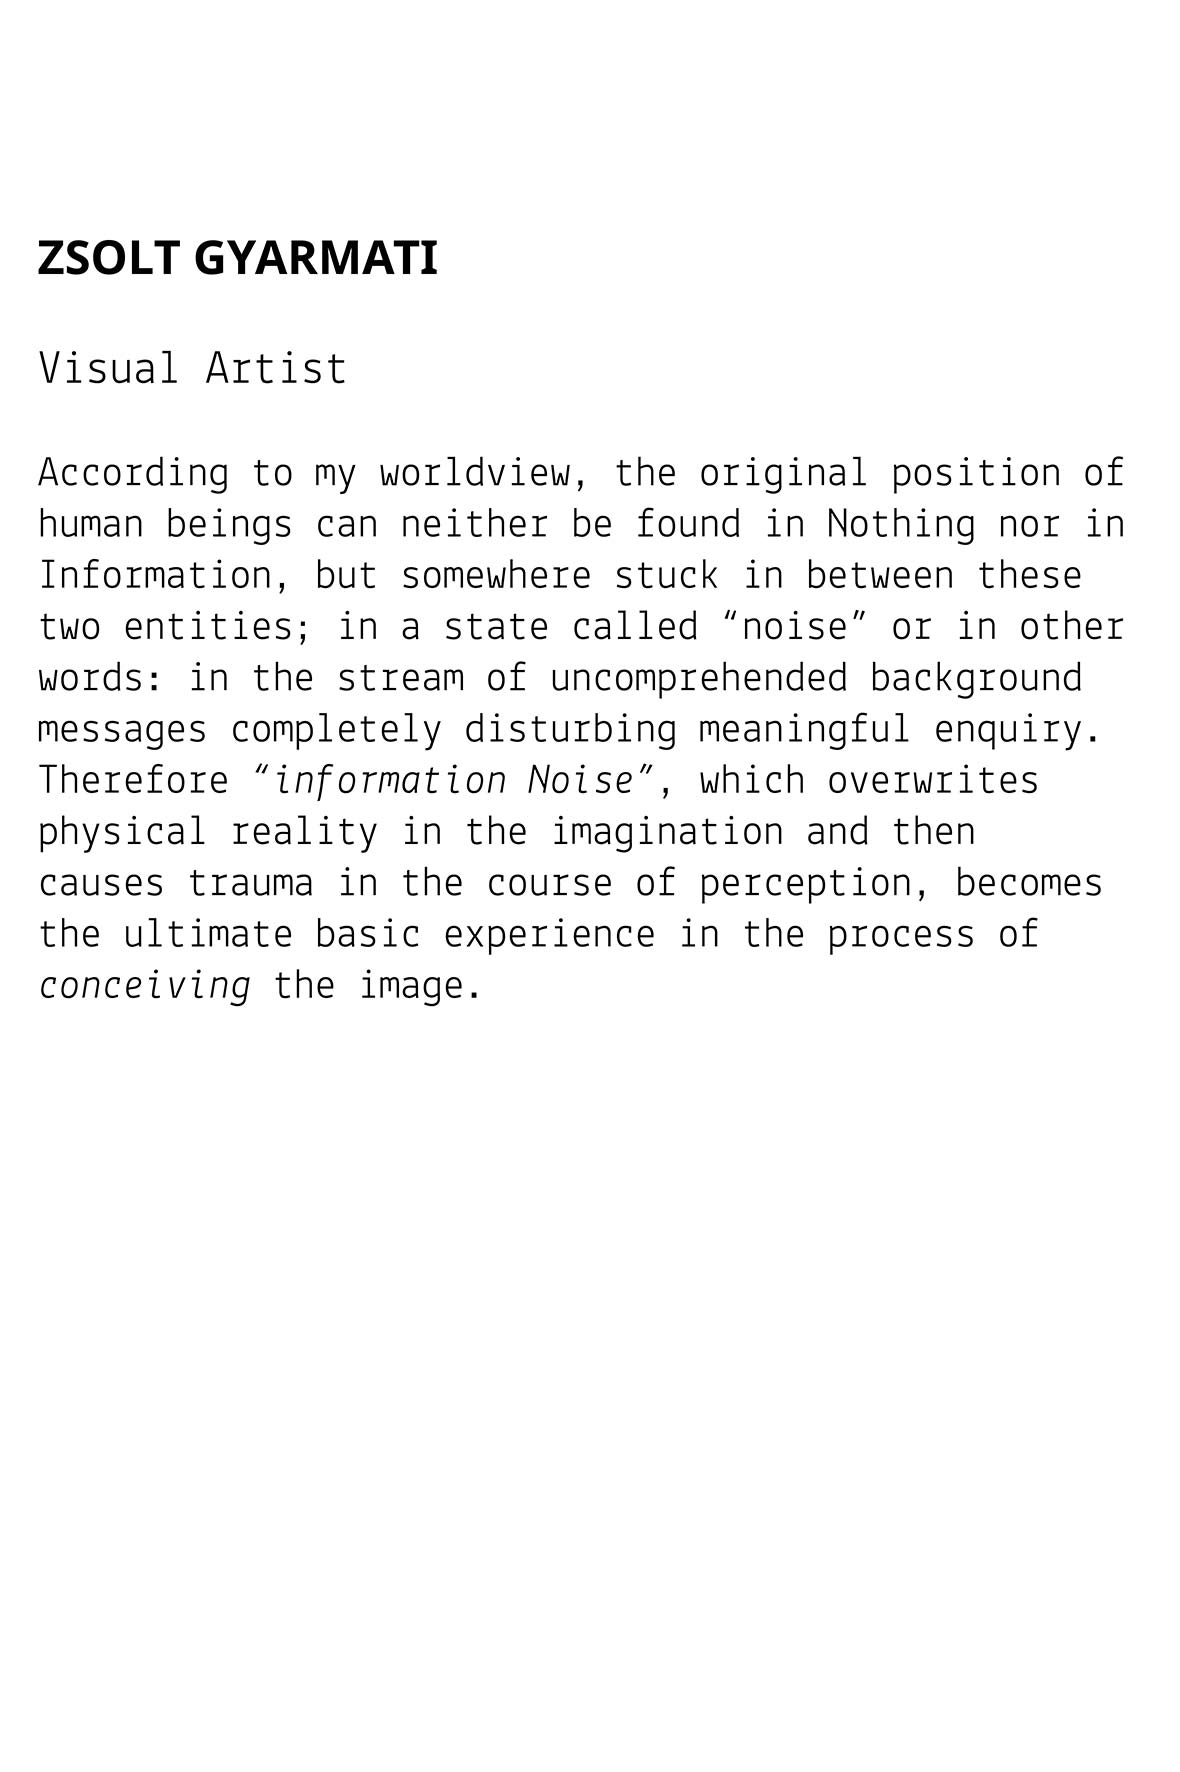 ZSOLT GYARMATI
Visual Artist
According to my worldview, the original position of
human beings can neither be found in Nothing nor in
Information, but somewhere stuck in between these
two entities; in a state called “noise” or in other
words: in the stream of uncomprehended background
messages completely disturbing meaningful enquiry.
Therefore “information Noise”, which overwrites
physical reality in the imagination and then
causes trauma in the course of perception, becomes
the ultimate basic experience in the process of
conceiving the image.